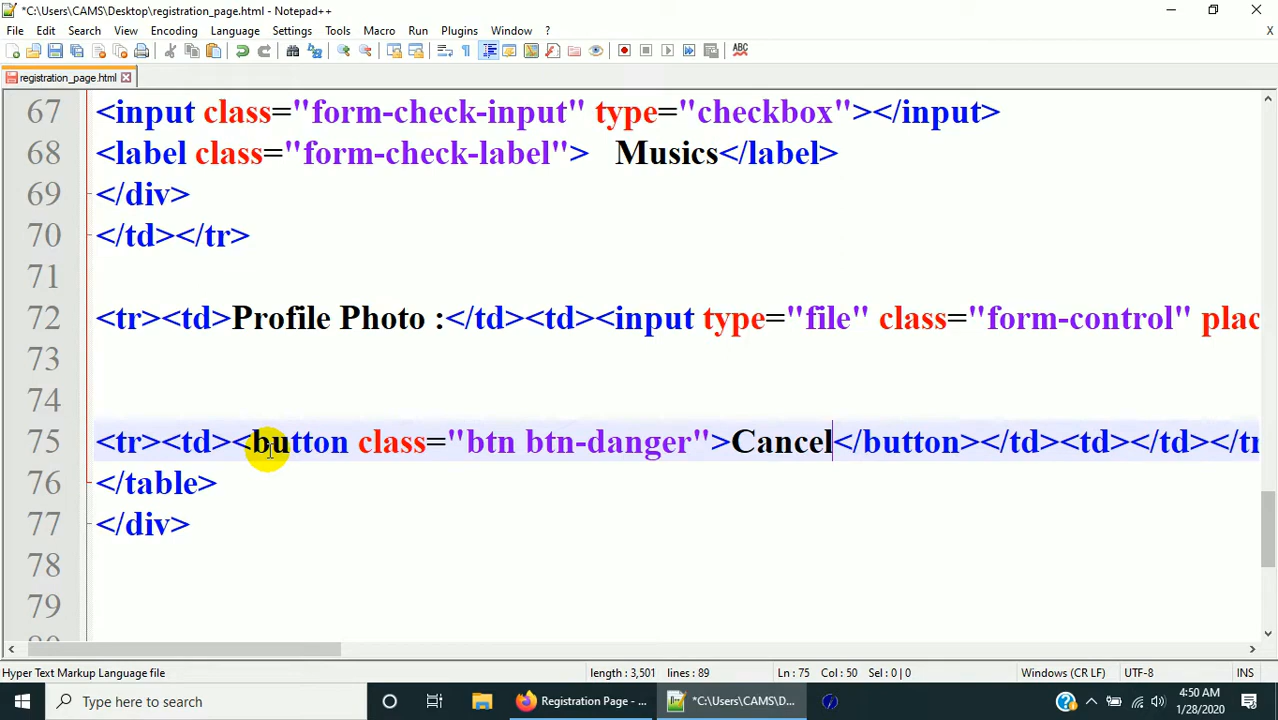 *C:\Users\CAMS\Desktop\registration_page.html - Notepad++
File Edit Search View Encoding Language Settings Tools Macro Run Plugins Window ? X
registration_page.html
67 <input class="form-check-input" type="checkbox"></input>
68 <label class="form-check-label">   Musics</label>
69 </div>
70 </td></tr>
71
72 <tr><td>Profile Photo :</td><td><input type="file" class="form-control" plac
73
74
75 <tr><td><button class="btn btn-danger">Cancel</button></td><td></td></tr
76 </table>
77 </div>
78
79
Hyper Text Markup Language file length : 3,501 lines : 89 Ln : 75 Col : 50 Sel : 0 | 0 Windows (CR LF) UTF-8 INS
Type here to search Registration Page - ... *C:\Users\CAMS\D... 4:50 AM
1/28/2020